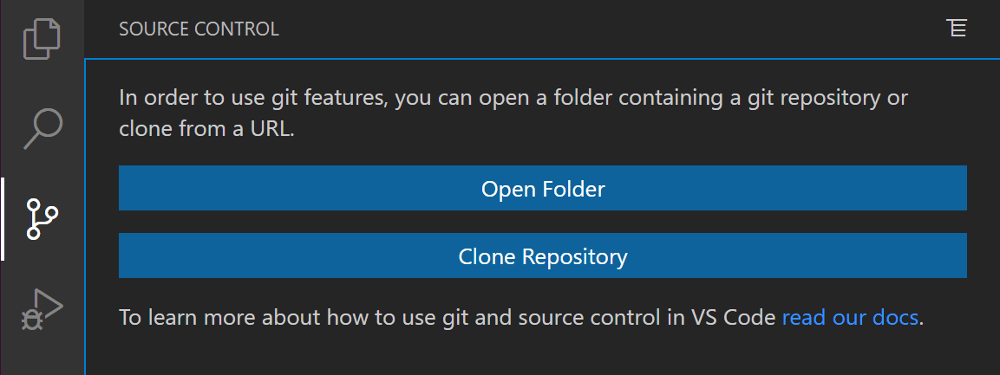 SOURCE CONTROL
In order to use git features, you can open a folder containing a git repository or
clone from a URL.
Open Folder
Clone Repository
To learn more about how to use git and source control in VS Code read our docs.